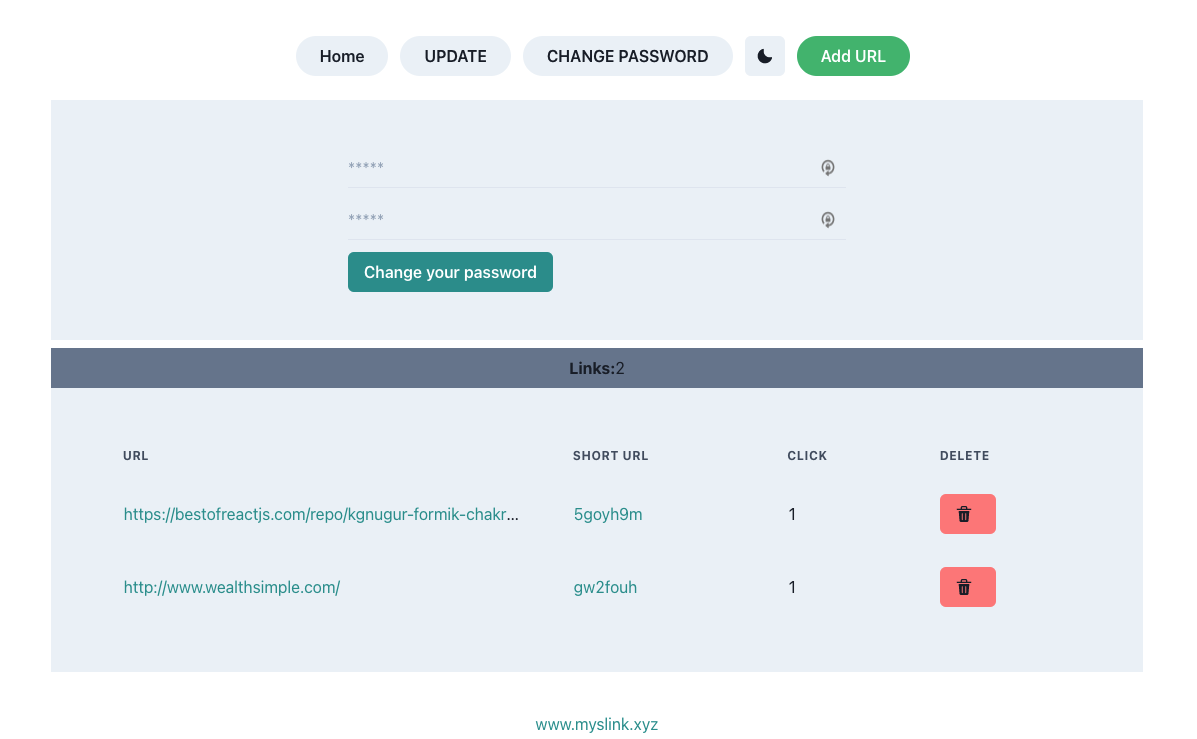 Home UPDATE CHANGE PASSWORD Add URL
*****
*****
Change your password
Links:2
URL SHORT URL CLICK DELETE
https://bestofreactjs.com/repo/kgnugur-formik-chakr... 5goyh9m 1
http://www.wealthsimple.com/ gw2fouh 1
www.myslink.xyz